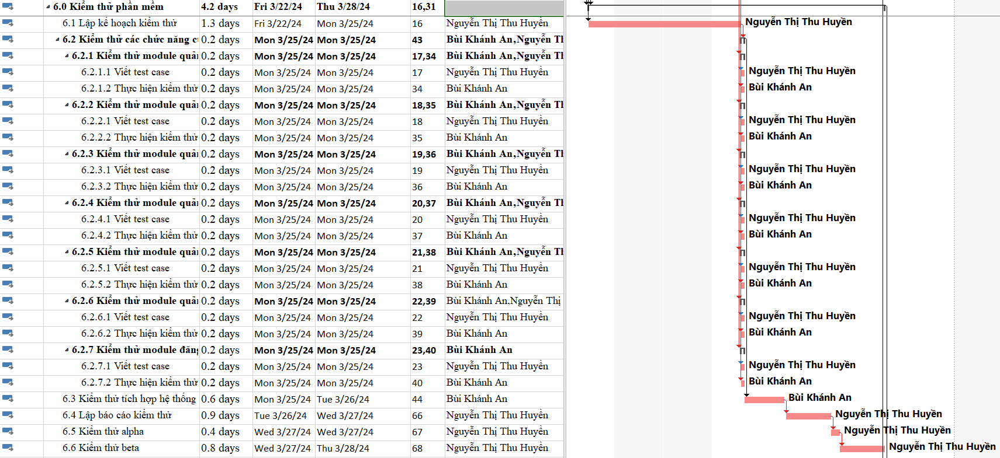 6.0 Kiểm thử phần mềm 4.2 days Fri 3/22/24 Thu 3/28/24 16,31
6.1 Lập kế hoạch kiểm thử 1.3 days Fri 3/22/24 Mon 3/25/24 16 Nguyễn Thị Thu Huyền Nguyễn Thị Thu Huyền
6.2 Kiểm thử các chức năng 0.2 days Mon 3/25/24 Mon 3/25/24 43 Bùi Khánh An,Nguyễn
6.2.1 Kiểm thử module 0.2 days Mon 3/25/24 Mon 3/25/24 17,34 Bùi Khánh An,Nguyễn
6.2.1.1 Viết test case 0.2 days Mon 3/25/24 Mon 3/25/24 17 Nguyễn Thị Thu Huyền Nguyễn Thị Thu Huyền
6.2.1.2 Thực hiện kiểm thử 0.2 days Mon 3/25/24 Mon 3/25/24 34 Bùi Khánh An Bùi Khánh An
6.2.2 Kiểm thử module 0.2 days Mon 3/25/24 Mon 3/25/24 18,35 Bùi Khánh An,Nguyễn
6.2.2.1 Viết test case 0.2 days Mon 3/25/24 Mon 3/25/24 18 Nguyễn Thị Thu Huyền Nguyễn Thị Thu Huyền
6.2.2.2 Thực hiện kiểm thử 0.2 days Mon 3/25/24 Mon 3/25/24 35 Bùi Khánh An Bùi Khánh An
6.2.3 Kiểm thử module 0.2 days Mon 3/25/24 Mon 3/25/24 19,36 Bùi Khánh An,Nguyễn
6.2.3.1 Viết test case 0.2 days Mon 3/25/24 Mon 3/25/24 19 Nguyễn Thị Thu Huyền Nguyễn Thị Thu Huyền
6.2.3.2 Thực hiện kiểm thử 0.2 days Mon 3/25/24 Mon 3/25/24 36 Bùi Khánh An Bùi Khánh An
6.2.4 Kiểm thử module 0.2 days Mon 3/25/24 Mon 3/25/24 20,37 Bùi Khánh An,Nguyễn
6.2.4.1 Viết test case 0.2 days Mon 3/25/24 Mon 3/25/24 20 Nguyễn Thị Thu Huyền Nguyễn Thị Thu Huyền
6.2.4.2 Thực hiện kiểm thử 0.2 days Mon 3/25/24 Mon 3/25/24 37 Bùi Khánh An Bùi Khánh An
6.2.5 Kiểm thử module 0.2 days Mon 3/25/24 Mon 3/25/24 21,38 Bùi Khánh An,Nguyễn
6.2.5.1 Viết test case 0.2 days Mon 3/25/24 Mon 3/25/24 21 Nguyễn Thị Thu Huyền Nguyễn Thị Thu Huyền
6.2.5.2 Thực hiện kiểm thử 0.2 days Mon 3/25/24 Mon 3/25/24 38 Bùi Khánh An Bùi Khánh An
6.2.6 Kiểm thử module 0.2 days Mon 3/25/24 Mon 3/25/24 22,39 Bùi Khánh An,Nguyễn Thị
6.2.6.1 Viết test case 0.2 days Mon 3/25/24 Mon 3/25/24 22 Nguyễn Thị Thu Huyền Nguyễn Thị Thu Huyền
6.2.6.2 Thực hiện kiểm thử 0.2 days Mon 3/25/24 Mon 3/25/24 39 Bùi Khánh An Bùi Khánh An
6.2.7 Kiểm thử module đăng 0.2 days Mon 3/25/24 Mon 3/25/24 23,40 Bùi Khánh An
6.2.7.1 Viết test case 0.2 days Mon 3/25/24 Mon 3/25/24 23 Nguyễn Thị Thu Huyền Nguyễn Thị Thu Huyền
6.2.7.2 Thực hiện kiểm thử 0.2 days Mon 3/25/24 Mon 3/25/24 40 Bùi Khánh An Bùi Khánh An
6.3 Kiểm thử tích hợp hệ thống 0.6 days Mon 3/25/24 Tue 3/26/24 44 Bùi Khánh An Bùi Khánh An
6.4 Lập báo cáo kiểm thử 0.9 days Tue 3/26/24 Wed 3/27/24 66 Nguyễn Thị Thu Huyền Nguyễn Thị Thu Huyền
6.5 Kiểm thử alpha 0.4 days Wed 3/27/24 Wed 3/27/24 67 Nguyễn Thị Thu Huyền Nguyễn Thị Thu Huyền
6.6 Kiểm thử beta 0.8 days Wed 3/27/24 Thu 3/28/24 68 Nguyễn Thị Thu Huyền Nguyễn Thị Thu Huyền